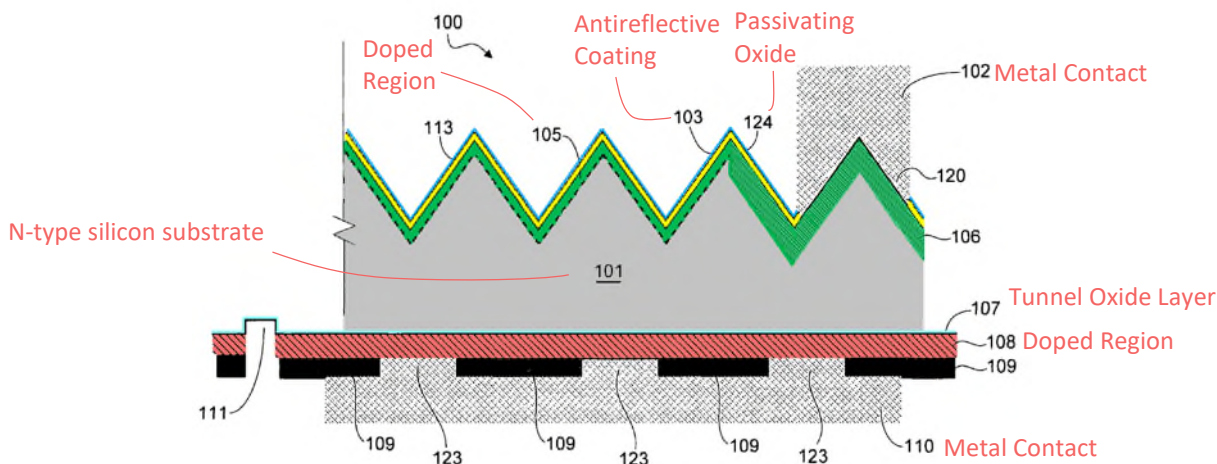 100
Doped
Region
Antireflective
Coating
Passivating
Oxide
102 Metal Contact
113
105
103
124
120
N-type silicon substrate
106
101
Tunnel Oxide Layer
107
108 Doped Region
109
111
109
123
109
123
109
123
110
Metal Contact